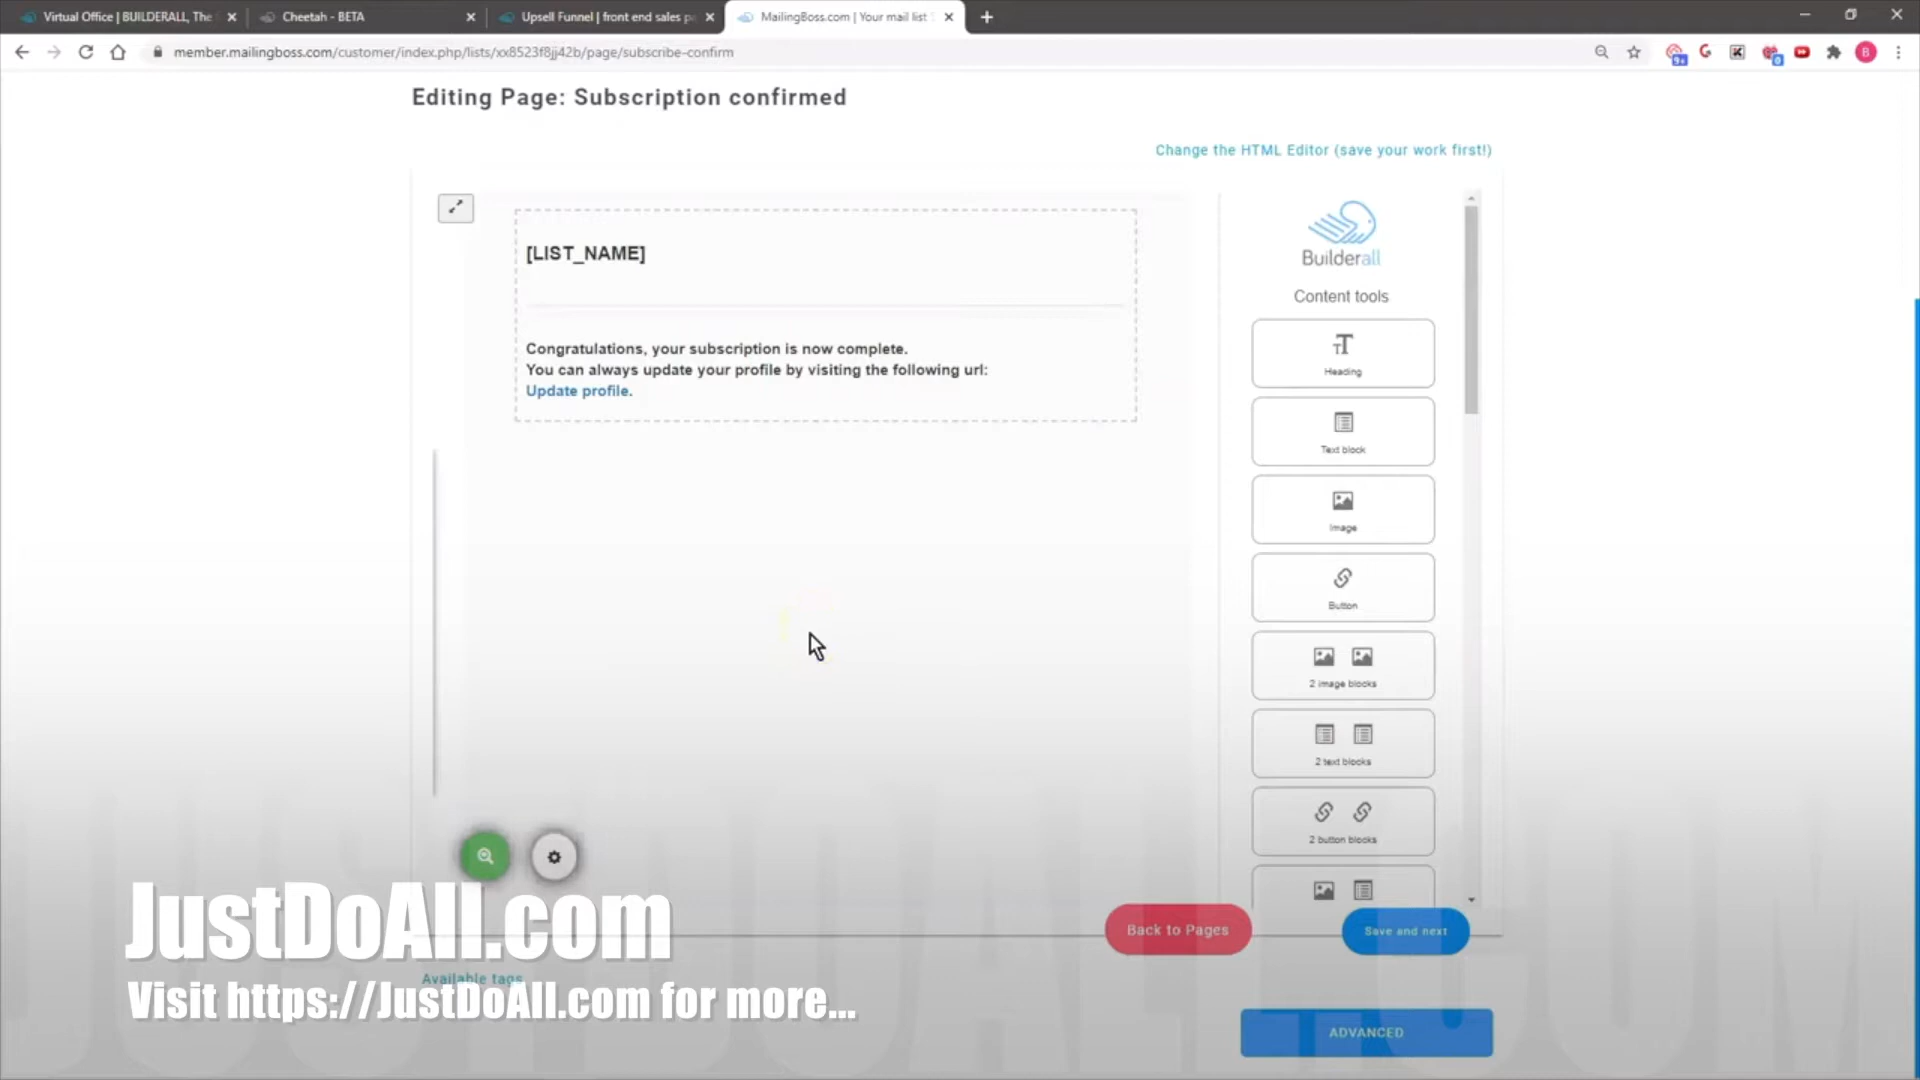 Virtual Office | BUILDERALL, The
Cheetah - BETA
Upsell Funnel | front end sales p
MailingBoss.com | Your mail list
member.mailingboss.com/customer/index.php/lists/xx8523f8jj42b/page/subscribe-confirm
9+
0
B
Editing Page: Subscription confirmed
Change the HTML Editor (save your work first!)
[LIST_NAME]
Congratulations, your subscription is now complete.
You can always update your profile by visiting the following url:
Update profile.
Builderall
Content tools
Heading
Text block
Image
Button
2 image blocks
2 text blocks
2 button blocks
Back to Pages
Save and next
JustDoAll.com
Available tags
Visit https://JustDoAll.com for more...
ADVANCED